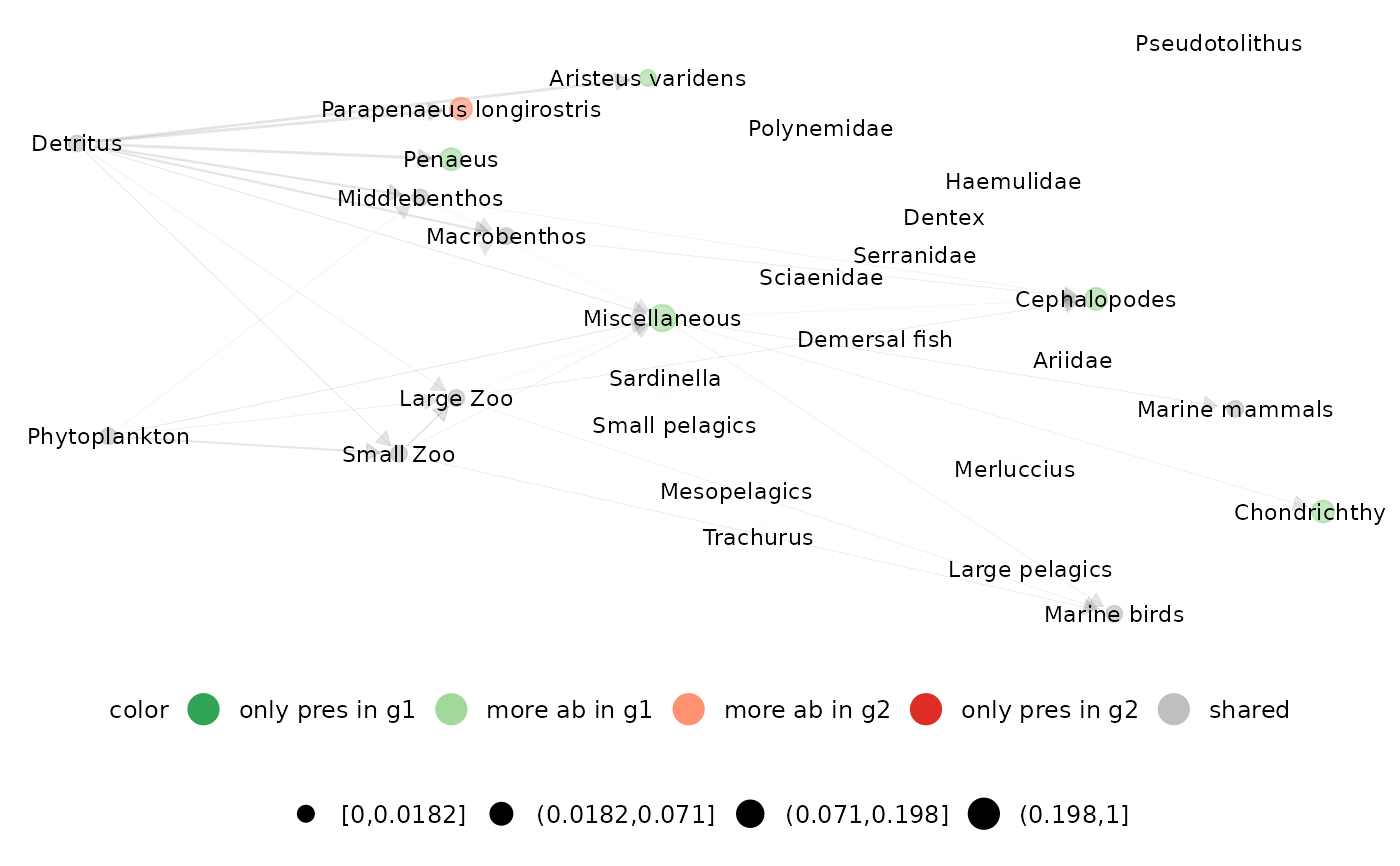 Pseudotolithus
Aristeus varidens
Parapenaeus longirostris
Polynemidae
Detritus
Penaeus
Haemulidae
Middlebenthos
Dentex
Macrobenthos
Serranidae
Sciaenidae
Cephalopodes
Miscellaneous
Demersal fish
Ariidae
Sardinella
Large Zoo
Marine mammals
Small pelagics
Phytoplankton
Small Zoo
Merluccius
Mesopelagics
Chondrichthy
Trachurus
Large pelagics
Marine birds
color only pres in g1 more ab in g1 more ab in g2 only pres in g2 shared
[0,0.0182] (0.0182,0.071] (0.071,0.198] (0.198,1]